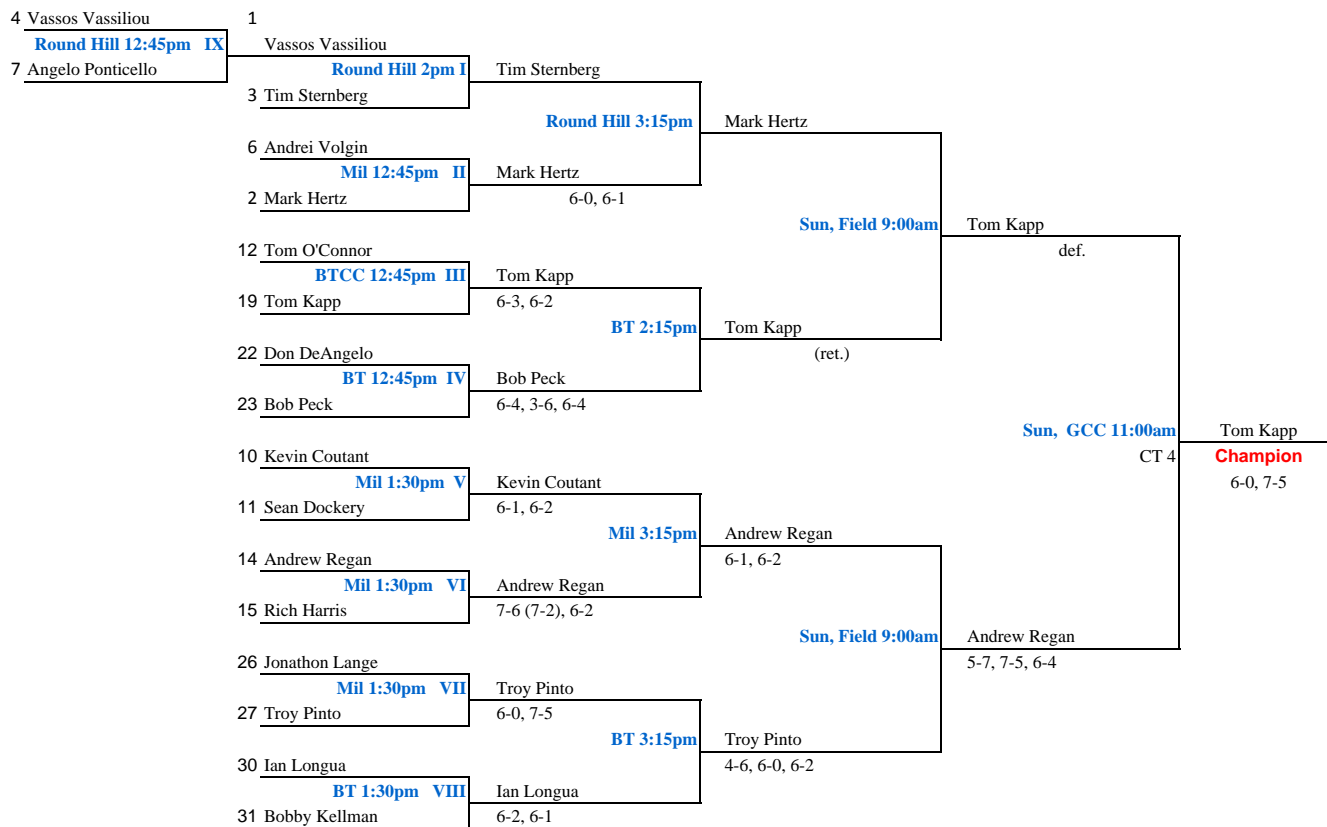 4 Vassos Vassiliou 1
Round Hill 12:45pm IX Vassos Vassiliou
7 Angelo Ponticello Round Hill 2pm I Tim Sternberg
3 Tim Sternberg
Round Hill 3:15pm Mark Hertz
6 Andrei Volgin
Mil 12:45pm II Mark Hertz
2 Mark Hertz 6-0, 6-1
Sun, Field 9:00am Tom Kapp
12 Tom O'Connor def.
BTCC 12:45pm III Tom Kapp
19 Tom Kapp 6-3, 6-2
BT 2:15pm Tom Kapp
22 Don DeAngelo (ret.)
BT 12:45pm IV Bob Peck
23 Bob Peck 6-4, 3-6, 6-4
Sun, GCC 11:00am Tom Kapp
10 Kevin Coutant CT 4 Champion
Mil 1:30pm V Kevin Coutant 6-0, 7-5
11 Sean Dockery 6-1, 6-2
Mil 3:15pm Andrew Regan
14 Andrew Regan 6-1, 6-2
Mil 1:30pm VI Andrew Regan
15 Rich Harris 7-6 (7-2), 6-2
Sun, Field 9:00am Andrew Regan
26 Jonathon Lange 5-7, 7-5, 6-4
Mil 1:30pm VII Troy Pinto
27 Troy Pinto 6-0, 7-5
BT 3:15pm Troy Pinto
30 Ian Longua 4-6, 6-0, 6-2
BT 1:30pm VIII Ian Longua
31 Bobby Kellman 6-2, 6-1